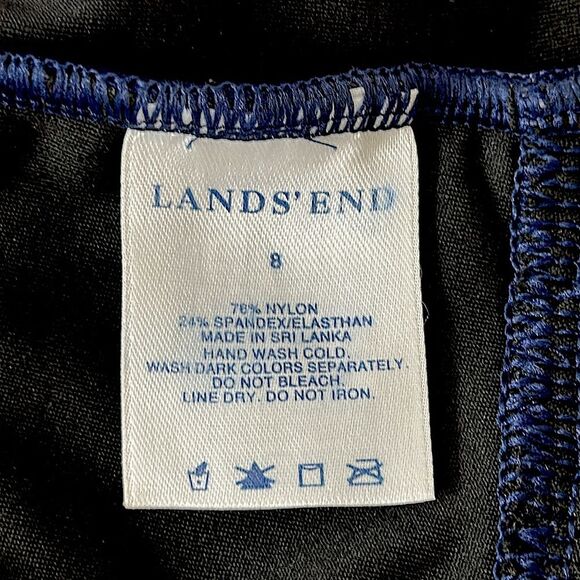 LANDS' END
8
76% NYLON
24% SPANDEX/ELASTHAN
MADE IN SRI LANKA
HAND WASH COLD.
WASH DARK COLORS SEPARATELY.
DO NOT BLEACH.
LINE DRY. DO NOT IRON.